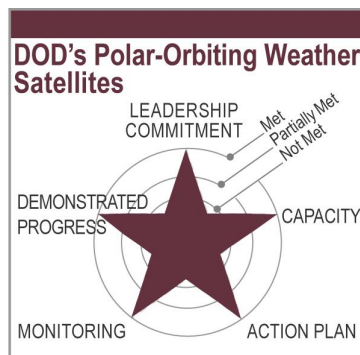 DOD's Polar-Orbiting Weather
Satellites
LEADERSHIP
COMMITMENT
Met
Partially Met
Not Met
DEMONSTRATED
PROGRESS
CAPACITY
MONITORING
ACTION PLAN